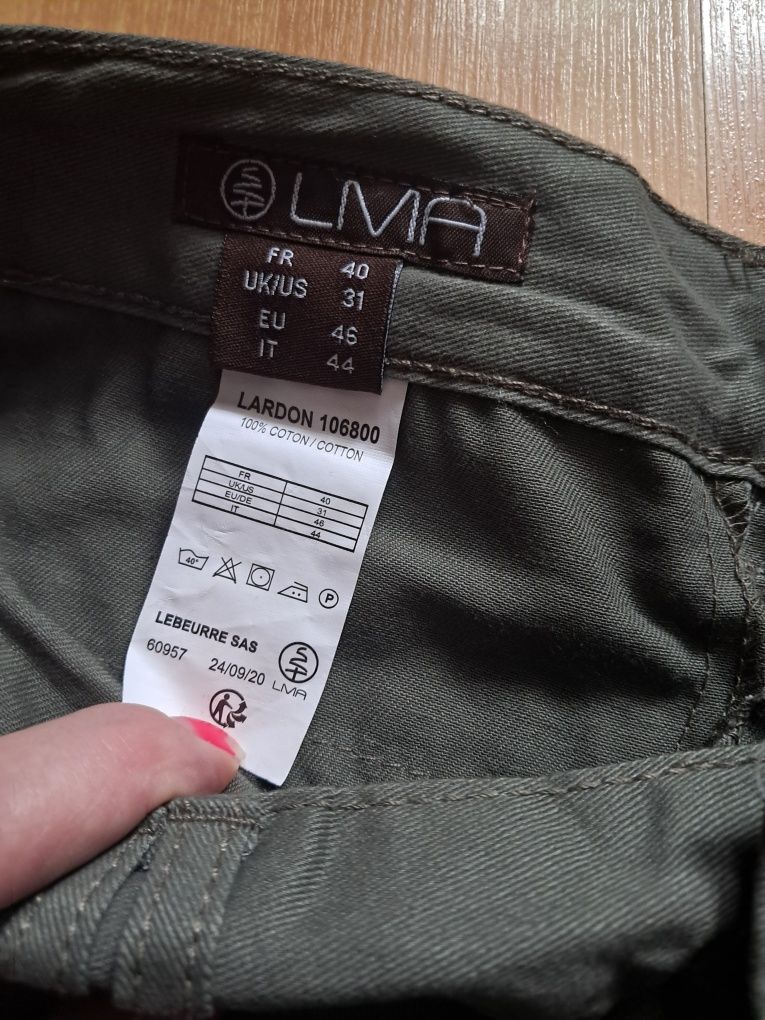 LMA
FR 40
UK/US 31
EU 46
IT 44
LARDON 106800
100% COTON / COTTON
FR 40
UK/US 31
EU/DE 46
IT 44
40°
P
LEBEURRE SAS
60957 24/09/20
LMA